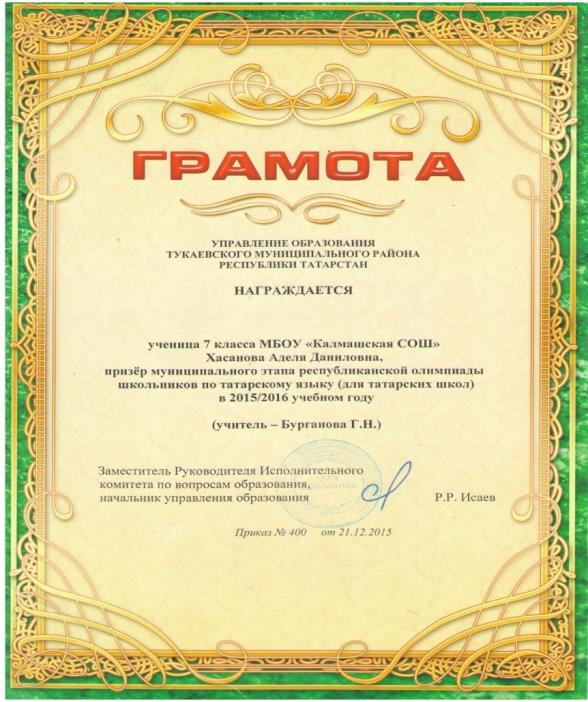 ГРАМОТА
УПРАВЛЕНИЕ ОБРАЗОВАНИЯ
ТУКАЕВСКОГО МУНИЦИПАЛЬНОГО РАЙОНА
РЕСПУБЛИКИ ТАТАРСТАН
НАГРАЖДАЕТСЯ
ученица 7 класса МБОУ «Калмашская СОШ»
Хасанова Аделя Даниловна,
призёр муниципального этапа республиканской олимпиады
школьников по татарскому языку (для татарских школ)
в 2015/2016 учебном году
(учитель – Бурганова Г.Н.)
Заместитель Руководителя Исполнительного
комитета по вопросам образования,
начальник управления образования Р.Р. Исаев
Приказ № 400 от 21.12.2015